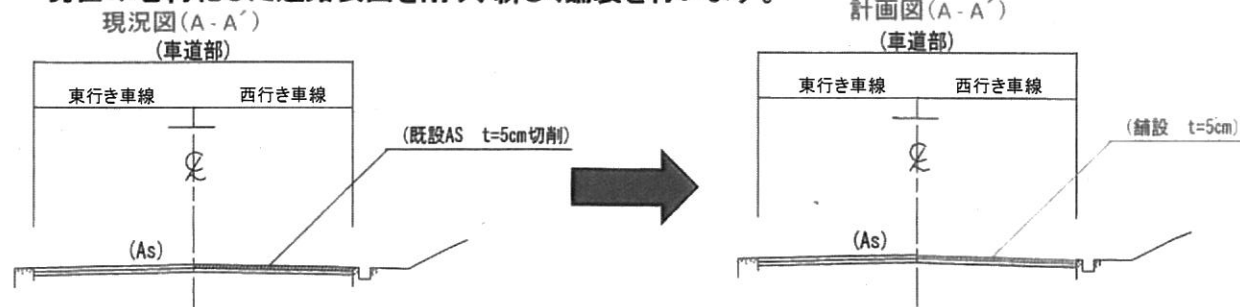 現況図(A-A´)
(車道部)
東行き車線 西行き車線
(既設AS t=5cm切削)
(As)
計画図(A-A´)
(車道部)
東行き車線 西行き車線
(舗設 t=5cm)
(As)